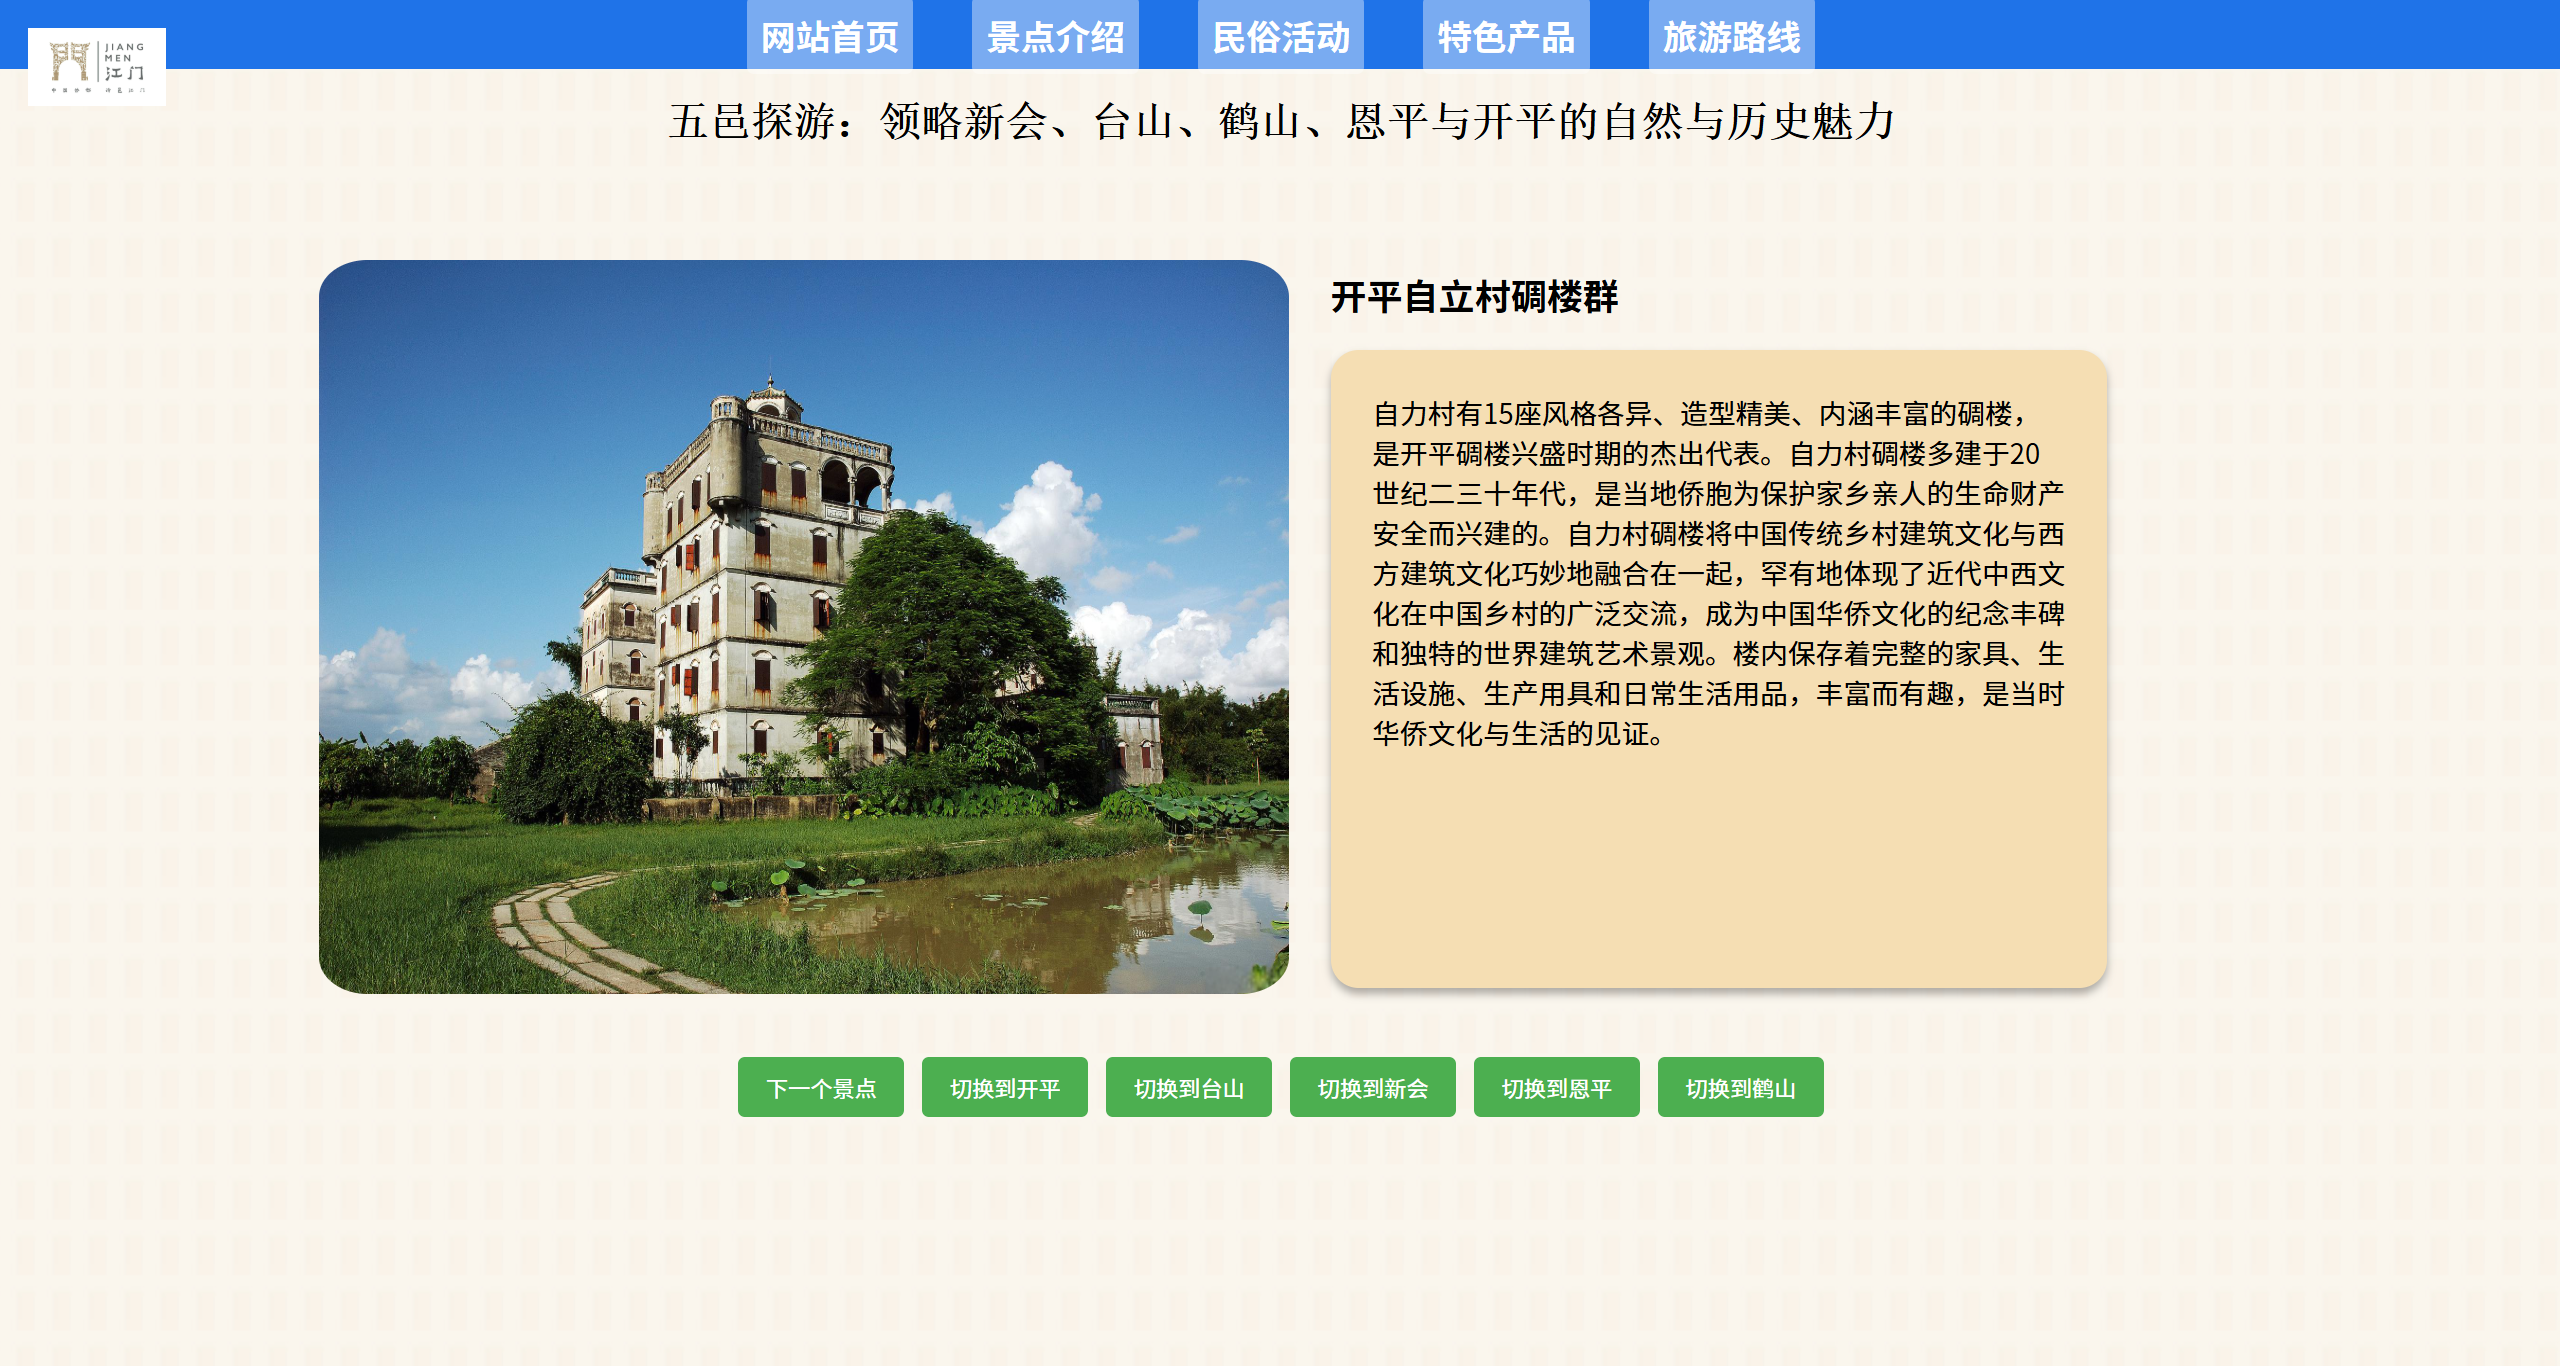 网站首页
景点介绍
民俗活动
特色产品
旅游路线
JIANG
MEN
江门
五邑探游：领略新会、台山、鹤山、恩平与开平的自然与历史魅力
开平自立村碉楼群
自力村有15座风格各异、造型精美、内涵丰富的碉楼，
是开平碉楼兴盛时期的杰出代表。自力村碉楼多建于20
世纪二三十年代，是当地侨胞为保护家乡亲人的生命财产
安全而兴建的。自力村碉楼将中国传统乡村建筑文化与西
方建筑文化巧妙地融合在一起，罕有地体现了近代中西文
化在中国乡村的广泛交流，成为中国华侨文化的纪念丰碑
和独特的世界建筑艺术景观。楼内保存着完整的家具、生
活设施、生产用具和日常生活用品，丰富而有趣，是当时
华侨文化与生活的见证。
下一个景点
切换到开平
切换到台山
切换到新会
切换到恩平
切换到鹤山